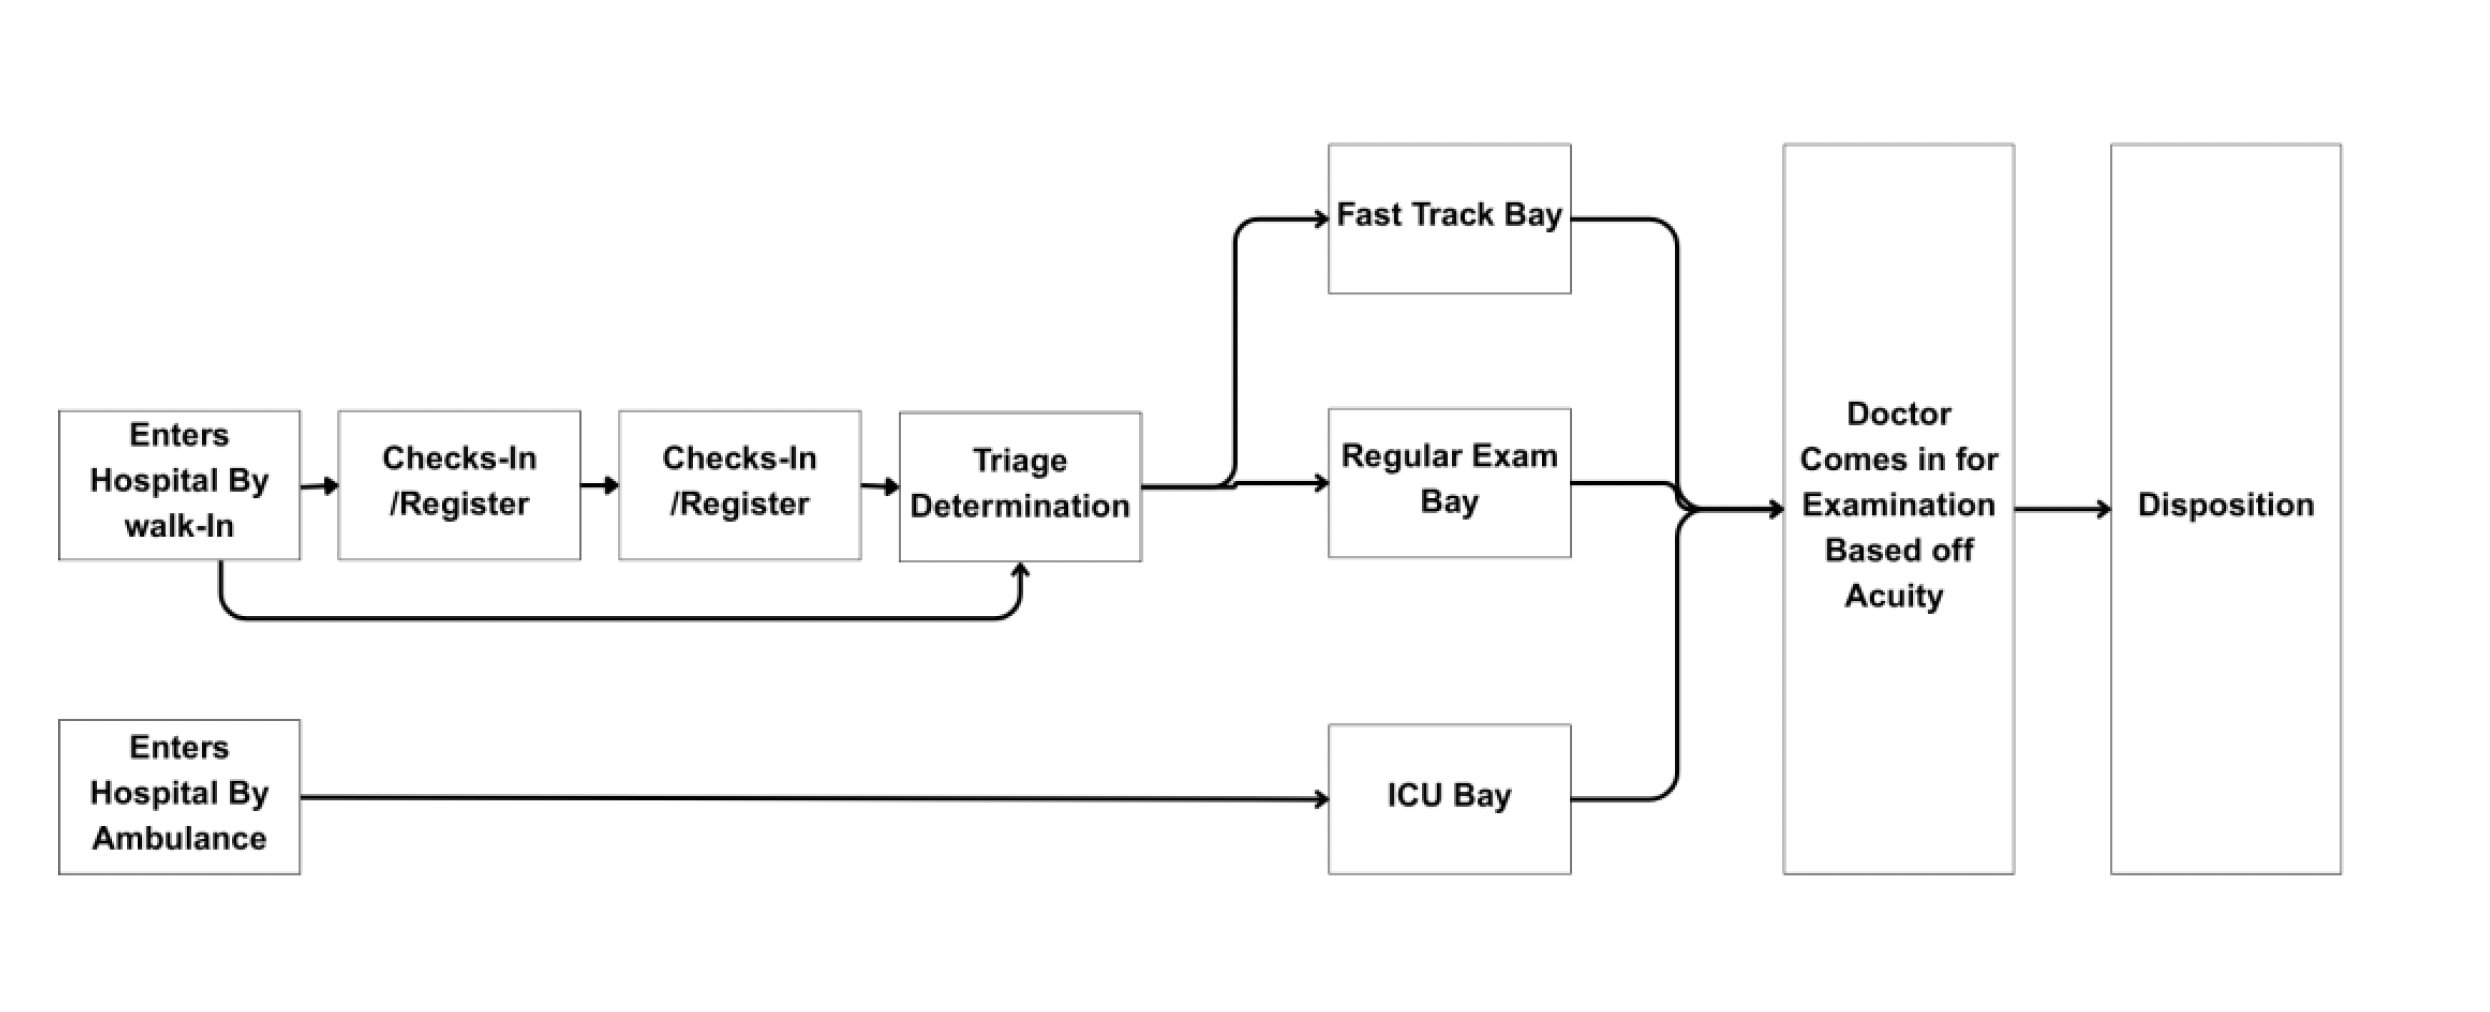 Enters
Hospital By
walk-In
Checks-In
/Register
Checks-In
/Register
Triage
Determination
Fast Track Bay
Regular Exam
Bay
Enters
Hospital By
Ambulance
ICU Bay
Doctor
Comes in for
Examination
Based off
Acuity
Disposition